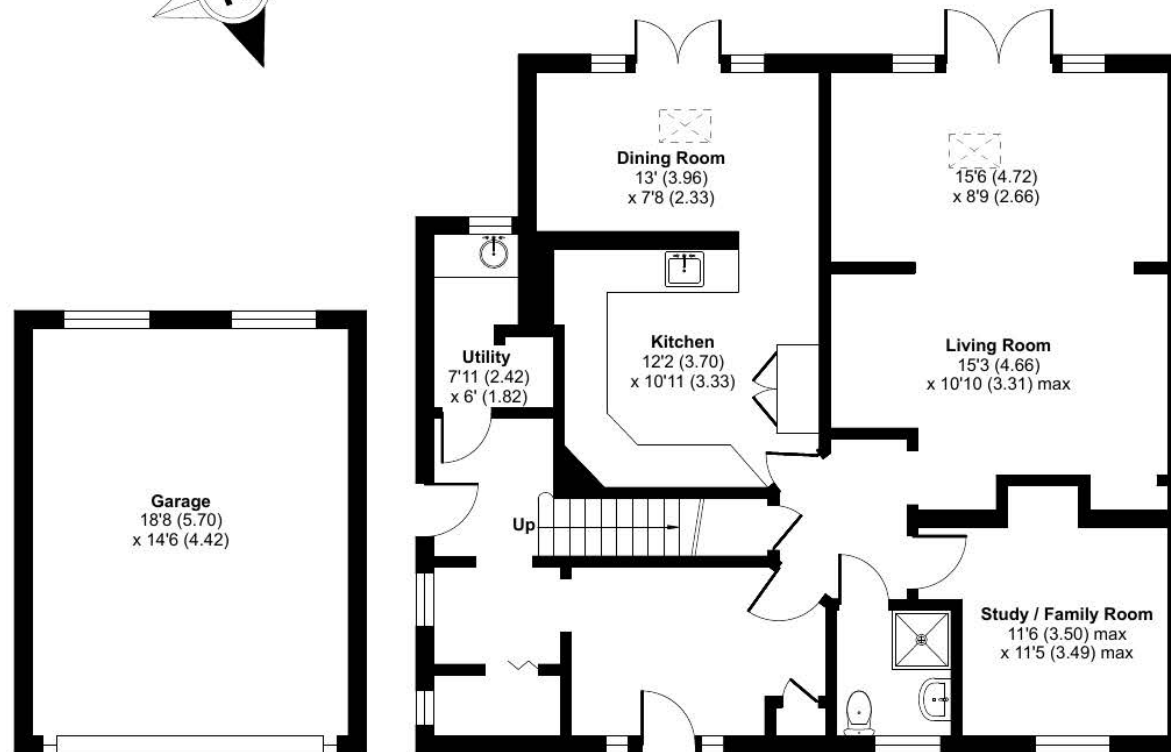 Dining Room
13' (3.96)
x 7'8 (2.33)
15'6 (4.72)
x 8'9 (2.66)
Utility
7'11 (2.42)
x 6' (1.82)
Kitchen
12'2 (3.70)
x 10'11 (3.33)
Living Room
15'3 (4.66)
x 10'10 (3.31) max
Garage
18'8 (5.70)
x 14'6 (4.42)
Up
Study / Family Room
11'6 (3.50) max
x 11'5 (3.49) max